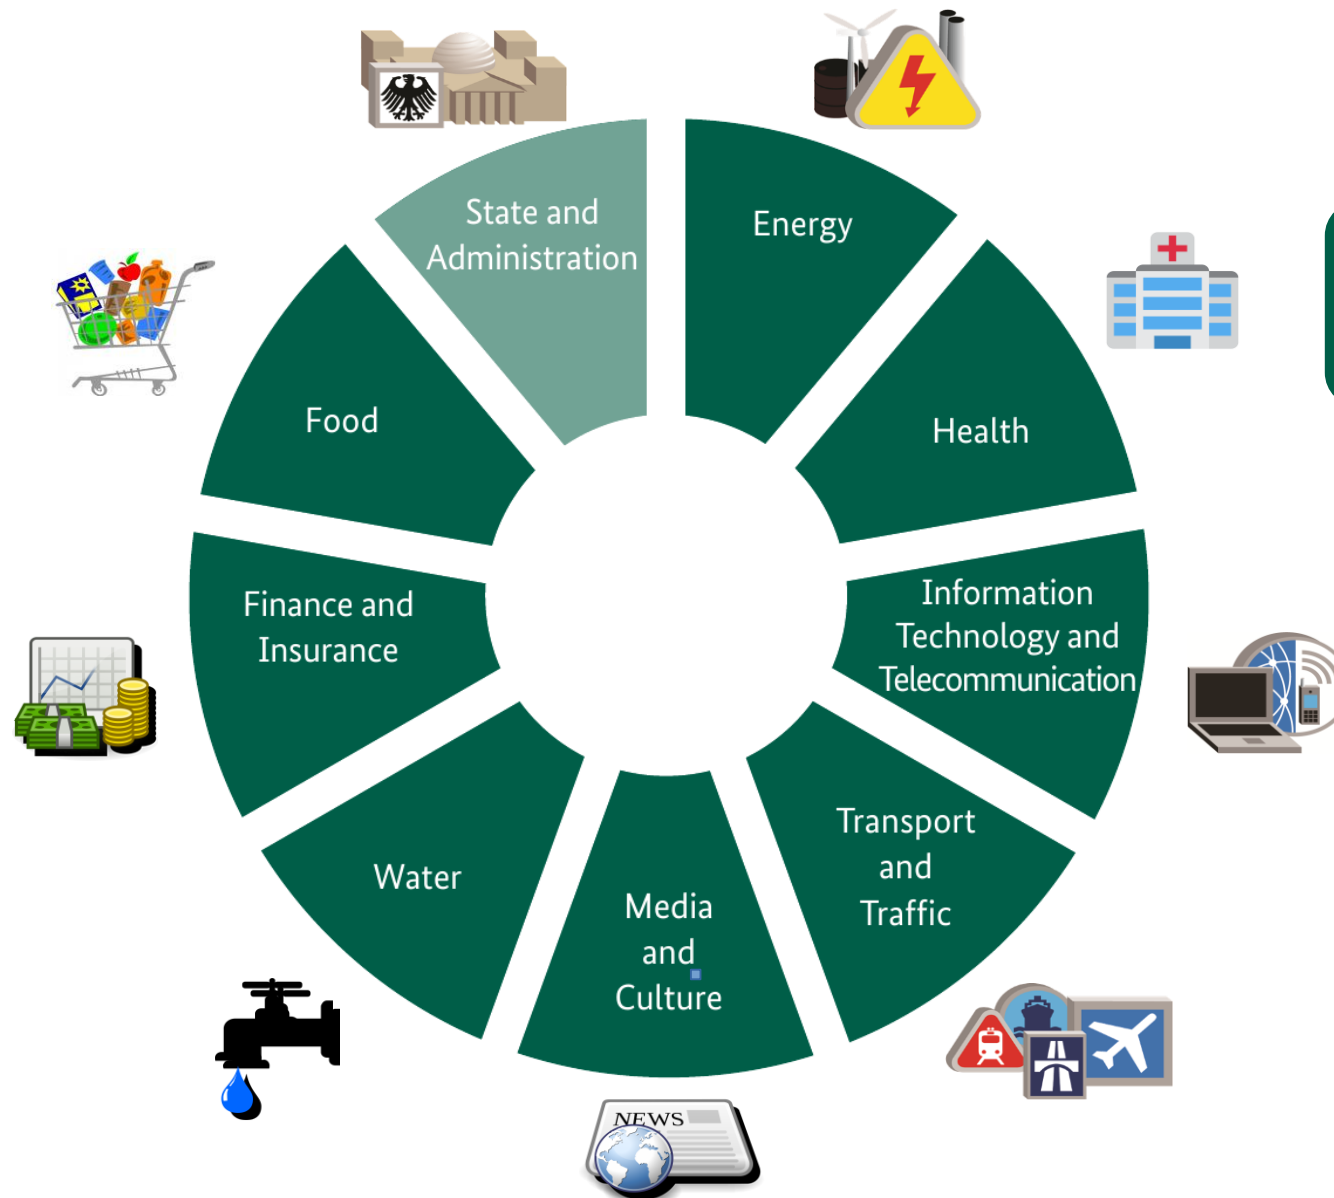 State and
Administration
Energy
Health
Information
Technology and
Telecommunication
Transport
and
Traffic
Media
and
Culture
Water
Finance and
Insurance
Food
NEWS